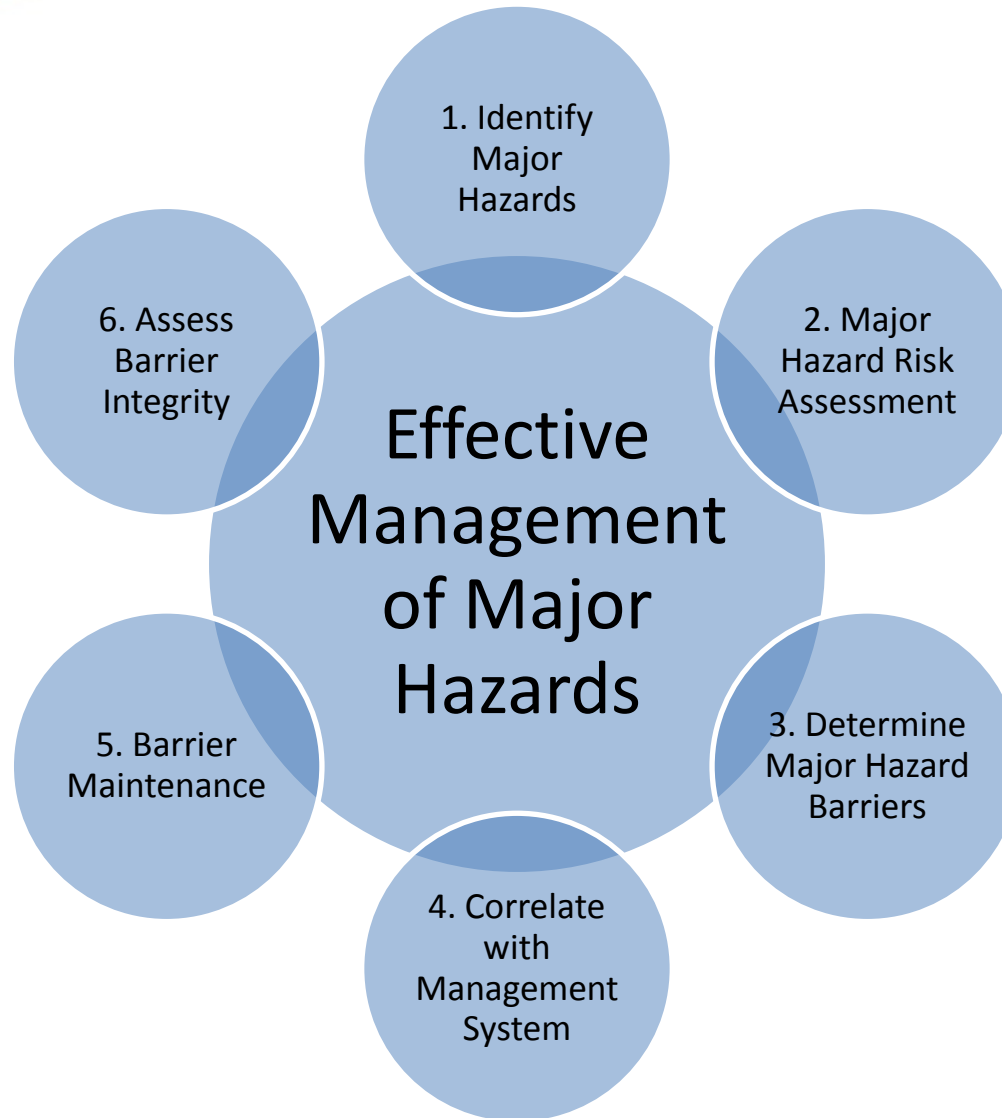 1. Identify
Major
Hazards
2. Major
Hazard Risk
Assessment
3. Determine
Major Hazard
Barriers
4. Correlate
with
Management
System
5. Barrier
Maintenance
6. Assess
Barrier
Integrity
Effective
Management
of Major
Hazards